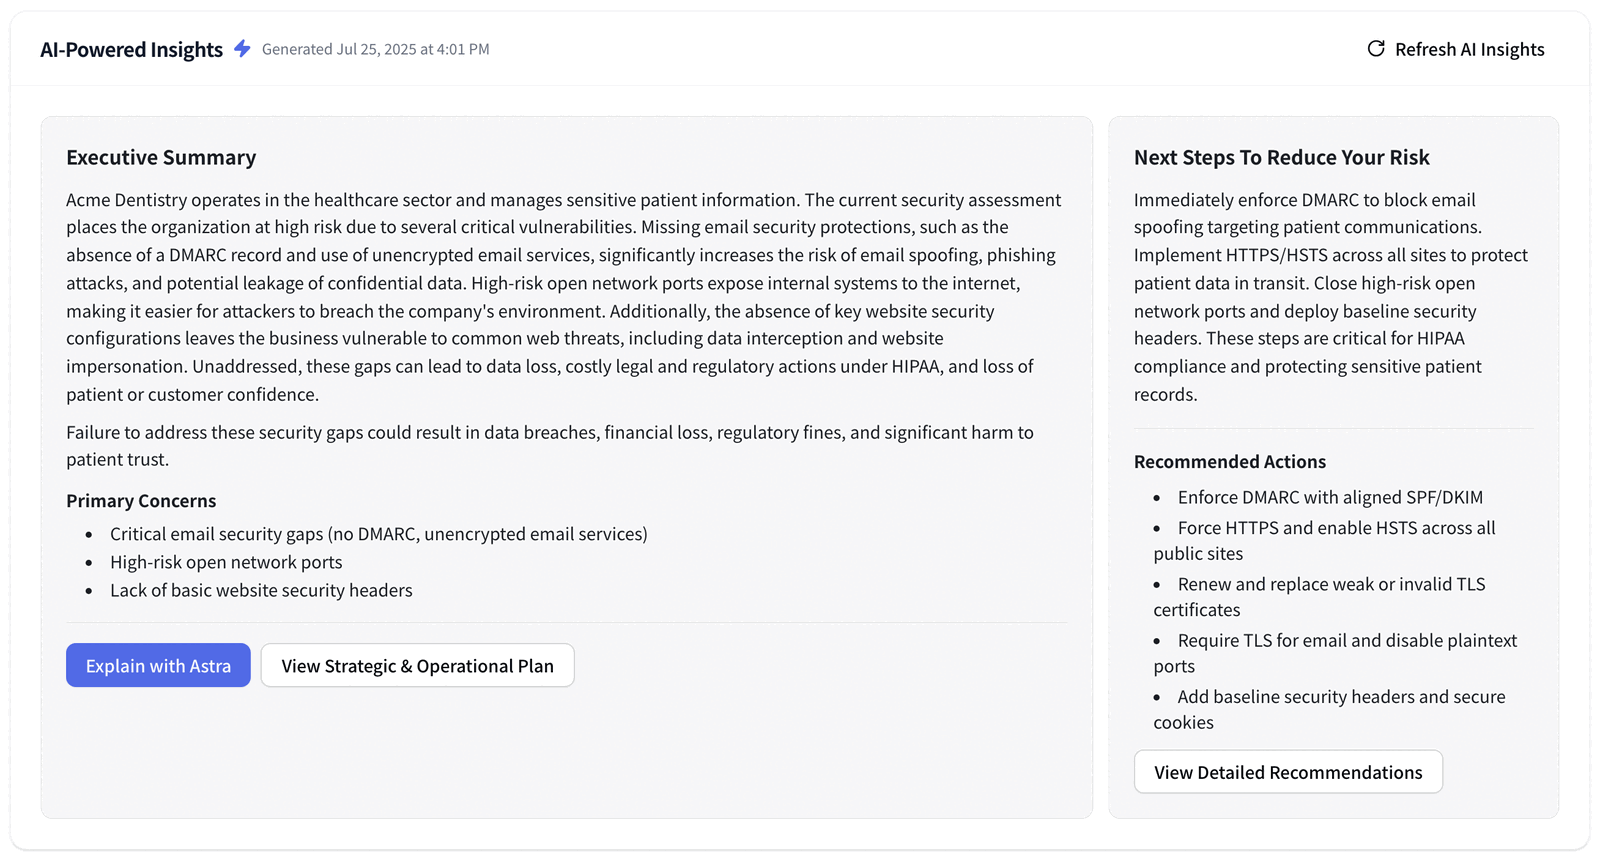 AI-Powered Insights
Generated Jul 25, 2025 at 4:01 PM
Refresh AI Insights
Executive Summary
Acme Dentistry operates in the healthcare sector and manages sensitive patient information. The current security assessment
places the organization at high risk due to several critical vulnerabilities. Missing email security protections, such as the
absence of a DMARC record and use of unencrypted email services, significantly increases the risk of email spoofing, phishing
attacks, and potential leakage of confidential data. High-risk open network ports expose internal systems to the internet,
making it easier for attackers to breach the company's environment. Additionally, the absence of key website security
configurations leaves the business vulnerable to common web threats, including data interception and website
impersonation. Unaddressed, these gaps can lead to data loss, costly legal and regulatory actions under HIPAA, and loss of
patient or customer confidence.
Failure to address these security gaps could result in data breaches, financial loss, regulatory fines, and significant harm to
patient trust.
Primary Concerns
• Critical email security gaps (no DMARC, unencrypted email services)
• High-risk open network ports
• Lack of basic website security headers
Explain with Astra
View Strategic & Operational Plan
Next Steps To Reduce Your Risk
Immediately enforce DMARC to block email
spoofing targeting patient communications.
Implement HTTPS/HSTS across all sites to protect
patient data in transit. Close high-risk open
network ports and deploy baseline security
headers. These steps are critical for HIPAA
compliance and protecting sensitive patient
records.
Recommended Actions
• Enforce DMARC with aligned SPF/DKIM
• Force HTTPS and enable HSTS across all
public sites
• Renew and replace weak or invalid TLS
certificates
• Require TLS for email and disable plaintext
ports
• Add baseline security headers and secure
cookies
View Detailed Recommendations